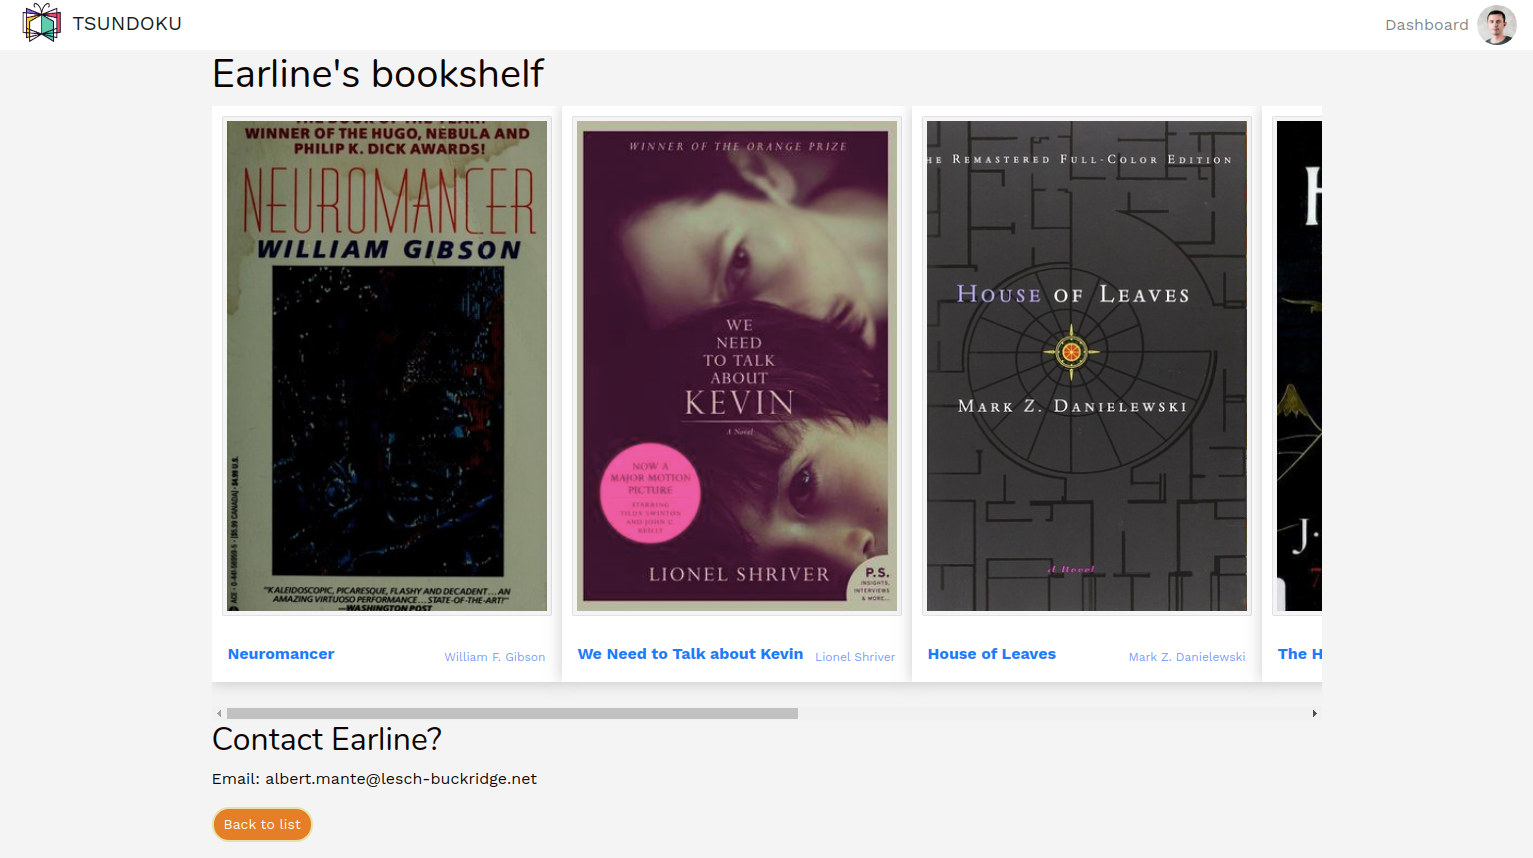 TSUNDOKU
Dashboard
Earline's bookshelf
WINNER OF THE HUGO, NEBULA AND
PHILIP K. DICK AWARDS!
NEUROMANCER
WILLIAM GIBSON
"KALEIDOSCOPIC, PICARESQUE, FLASHY AND DECADENT...AN
AMAZING VIRTUOSO PERFORMANCE...STATE-OF-THE-ART!"
—WASHINGTON POST
WINNER OF THE ORANGE PRIZE
WE
NEED
TO TALK
ABOUT
KEVIN
A Novel
NOW A
MAJOR MOTION
PICTURE
STARRING
TILDA SWINTON
AND JOHN C.
REILLY
LIONEL SHRIVER
P.S.
INSIGHTS,
INTERVIEWS
& MORE...
HE REMASTERED FULL-COLOR EDITION
HOUSE OF LEAVES
MARK Z. DANIELEWSKI
A Novel
H
J.
Neuromancer William F. Gibson
We Need to Talk about Kevin Lionel Shriver
House of Leaves Mark Z. Danielewski
The H
Contact Earline?
Email: albert.mante@lesch-buckridge.net
Back to list